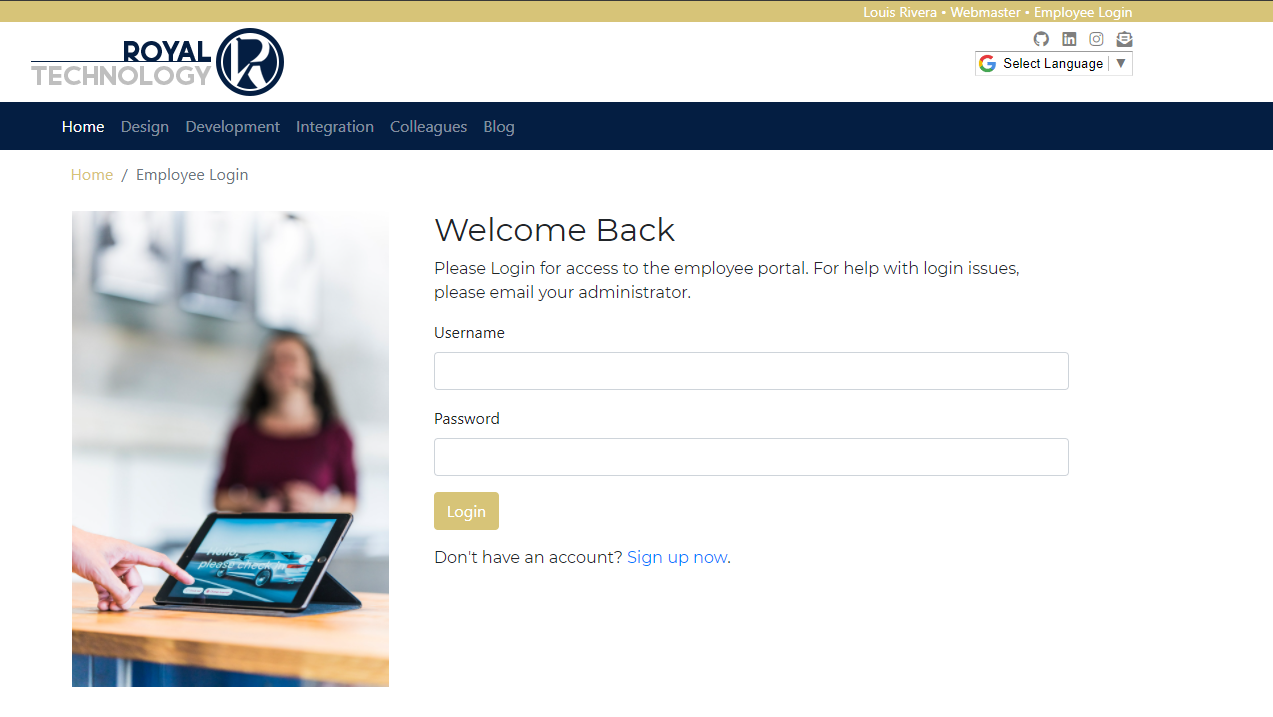 Louis Rivera • Webmaster • Employee Login
ROYAL
TECHNOLOGY
Select Language ▼
Home Design Development Integration Colleagues Blog
Home / Employee Login
Welcome Back
Please Login for access to the employee portal. For help with login issues,
please email your administrator.
Username
Password
Login
Don't have an account? Sign up now.
Hello,
please check in